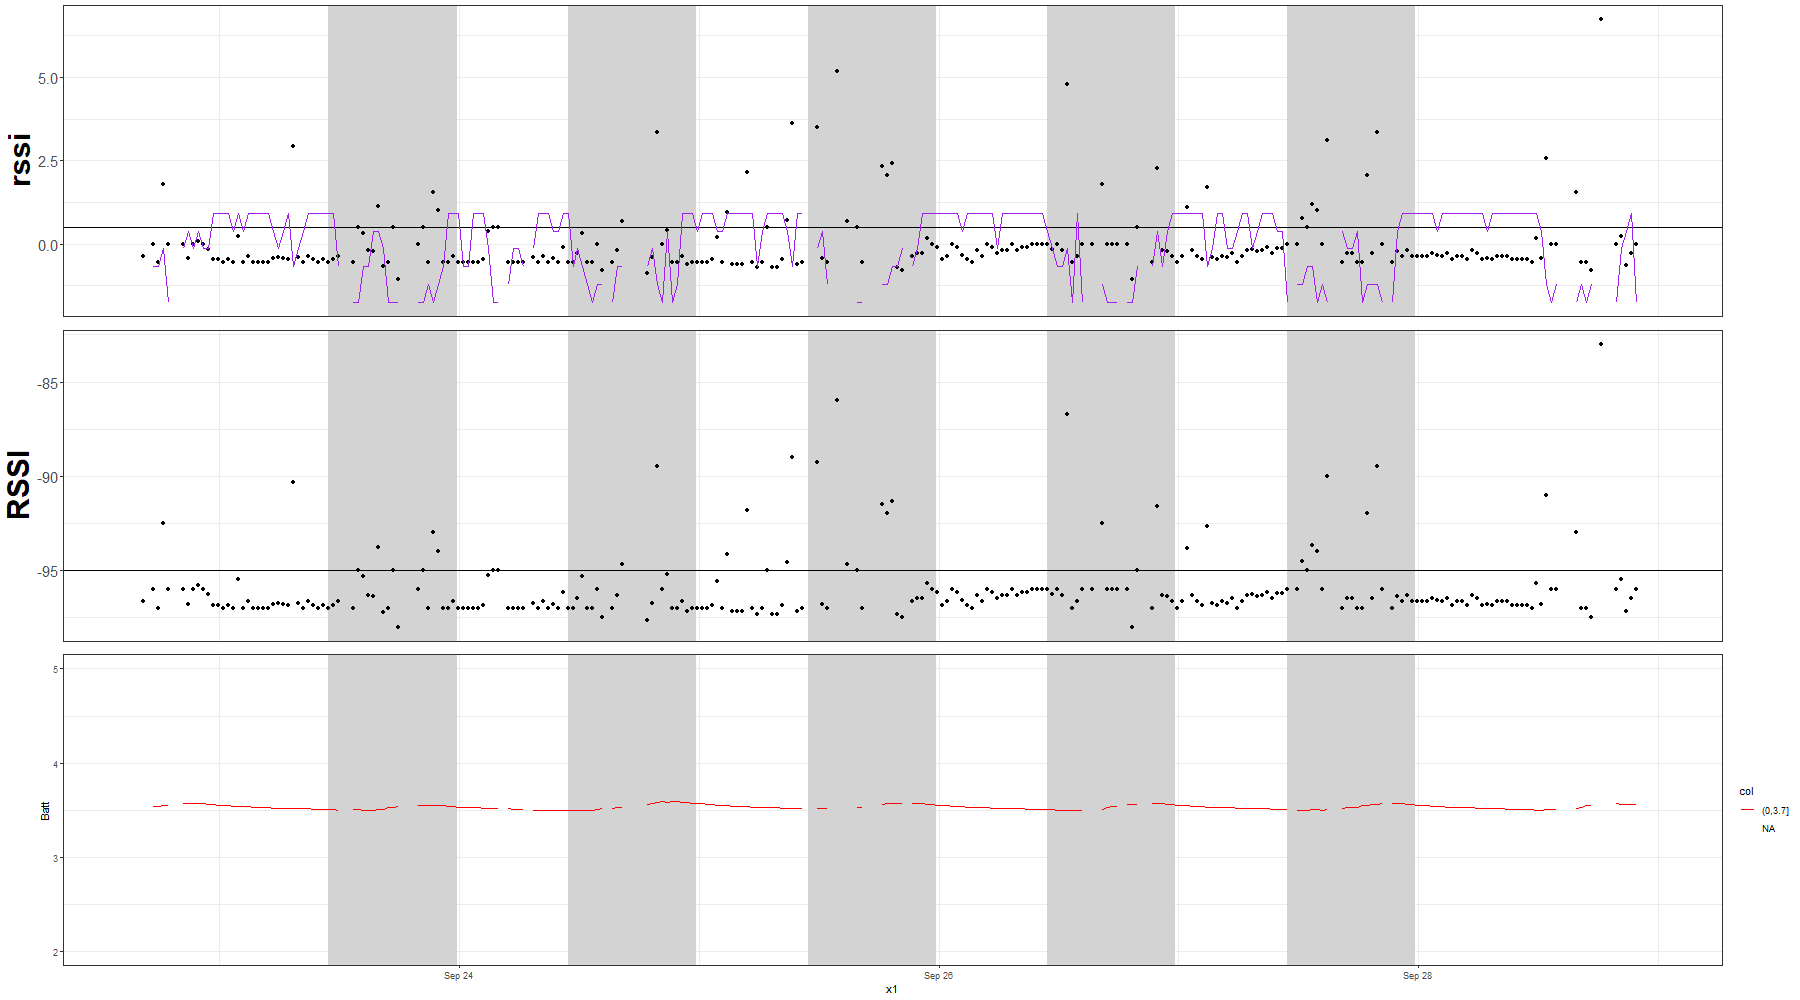 rssi
5.0
2.5
0.0
RSSI
-85
-90
-95
Batt
5
4
3
2
Sep 24
Sep 26
Sep 28
x1
col
(0,3.7]
NA